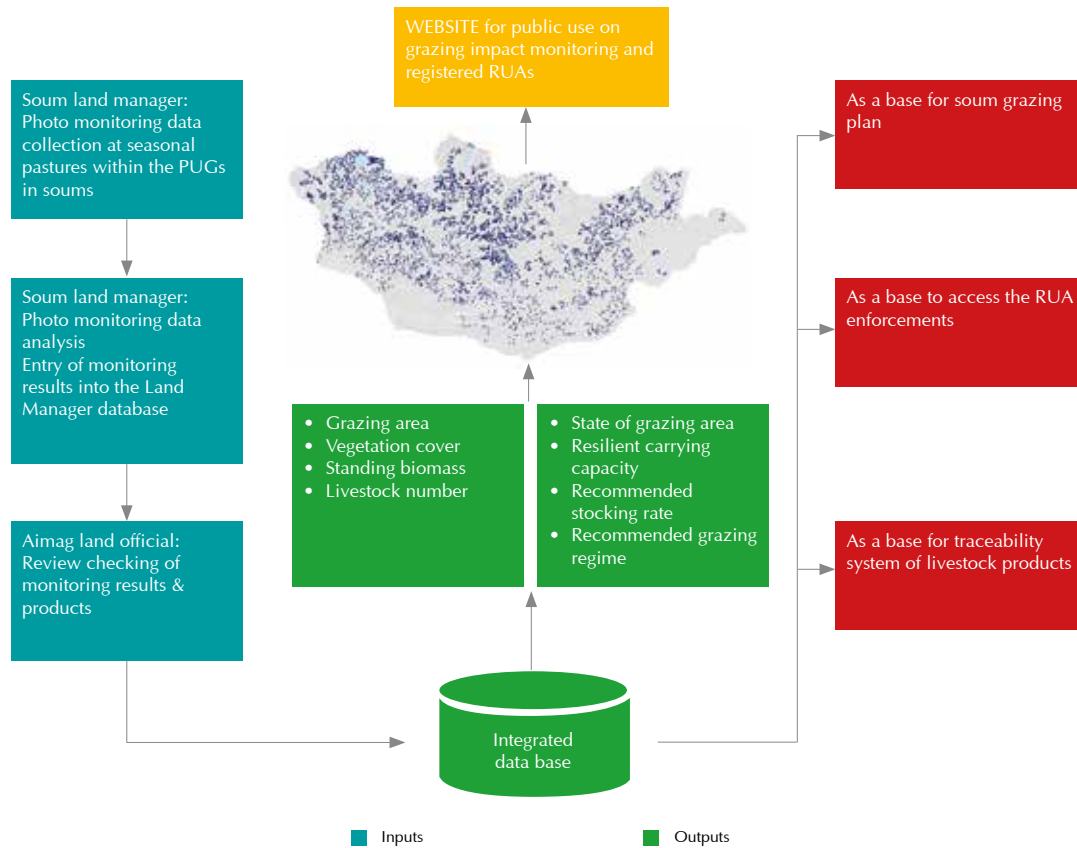 WEBSITE for public use on
grazing impact monitoring and
registered RUAs
Soum land manager:
Photo monitoring data
collection at seasonal
pastures within the PUGs
in soums
Soum land manager:
Photo monitoring data
analysis
Entry of monitoring
results into the Land
Manager database
Aimag land official:
Review checking of
monitoring results &
products
• Grazing area
• Vegetation cover
• Standing biomass
• Livestock number
• State of grazing area
• Resilient carrying
capacity
• Recommended
stocking rate
• Recommended grazing
regime
Integrated
data base
As a base for soum grazing
plan
As a base to access the RUA
enforcements
As a base for traceability
system of livestock products
Inputs
Outputs